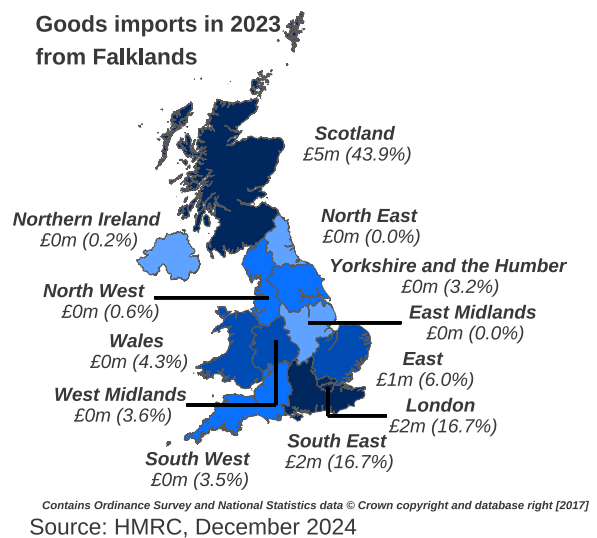 Goods imports in 2023
from Falklands
Scotland
£5m (43.9%)
Northern Ireland
£0m (0.2%)
North East
£0m (0.0%)
Yorkshire and the Humber
£0m (3.2%)
North West
£0m (0.6%)
East Midlands
£0m (0.0%)
Wales
£0m (4.3%)
East
£1m (6.0%)
West Midlands
£0m (3.6%)
London
£2m (16.7%)
South East
£2m (16.7%)
South West
£0m (3.5%)
Contains Ordinance Survey and National Statistics data © Crown copyright and database right [2017]
Source: HMRC, December 2024